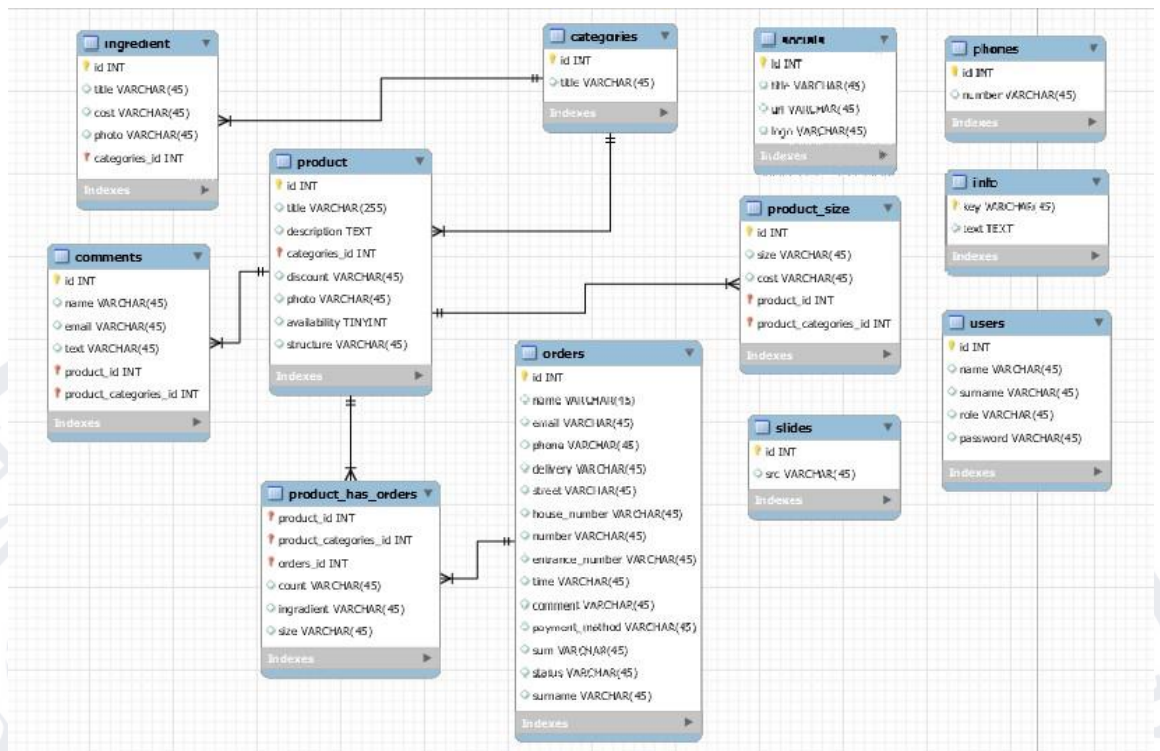 ingredient
id INT
title VARCHAR(45)
cost VARCHAR(45)
photo VARCHAR(45)
categories_id INT
Indexes
categories
id INT
title VARCHAR(45)
Indexes
socials
id INT
title VARCHAR(45)
url VARCHAR(45)
logo VARCHAR(45)
Indexes
phones
id INT
number VARCHAR(45)
Indexes
product
id INT
title VARCHAR(255)
description TEXT
categories_id INT
discount VARCHAR(45)
photo VARCHAR(45)
availability TINYINT
structure VARCHAR(45)
Indexes
product_size
id INT
size VARCHAR(45)
cost VARCHAR(45)
product_id INT
product_categories_id INT
Indexes
info
key VARCHAR(45)
text TEXT
Indexes
comments
id INT
name VARCHAR(45)
email VARCHAR(45)
text VARCHAR(45)
product_id INT
product_categories_id INT
Indexes
users
id INT
name VARCHAR(45)
surname VARCHAR(45)
role VARCHAR(45)
password VARCHAR(45)
Indexes
orders
id INT
name VARCHAR(45)
email VARCHAR(45)
phone VARCHAR(45)
delivery VARCHAR(45)
street VARCHAR(45)
house_number VARCHAR(45)
number VARCHAR(45)
entrance_number VARCHAR(45)
time VARCHAR(45)
comment VARCHAR(45)
payment_method VARCHAR(45)
sum VARCHAR(45)
status VARCHAR(45)
surname VARCHAR(45)
Indexes
slides
id INT
src VARCHAR(45)
Indexes
product_has_orders
product_id INT
product_categories_id INT
orders_id INT
count VARCHAR(45)
ingradient VARCHAR(45)
size VARCHAR(45)
Indexes